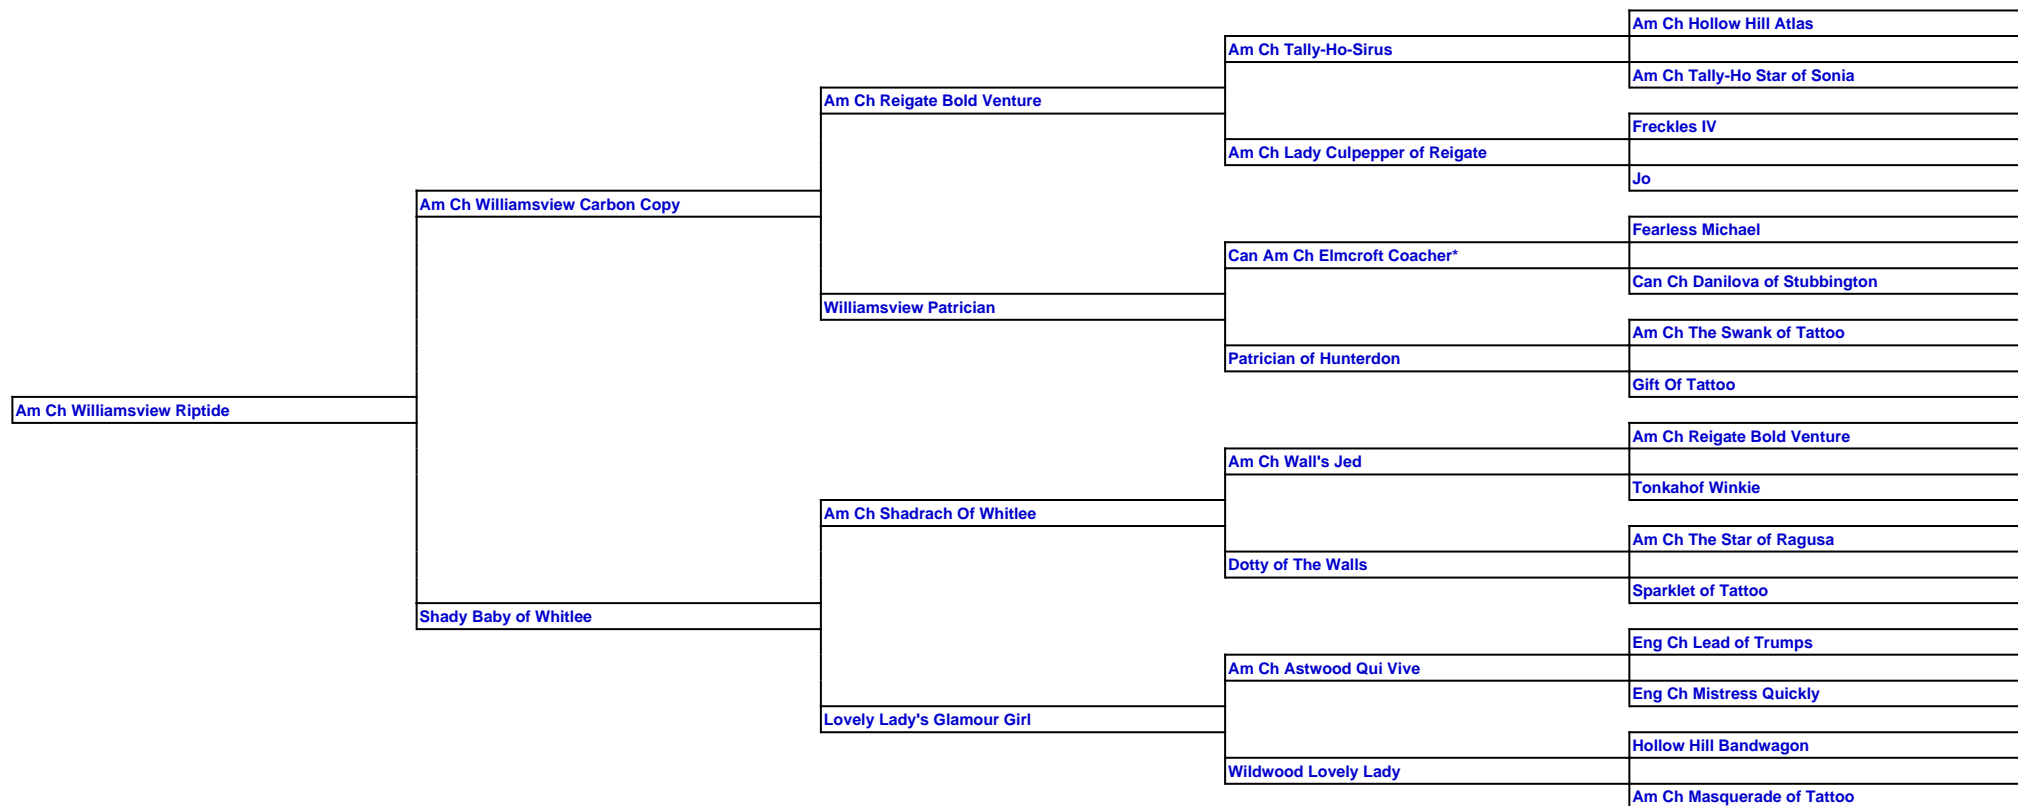 Am Ch Hollow Hill Atlas
Am Ch Tally-Ho-Sirus
Am Ch Tally-Ho Star of Sonia
Am Ch Reigate Bold Venture
Freckles IV
Am Ch Lady Culpepper of Reigate
Jo
Am Ch Williamsview Carbon Copy
Fearless Michael
Can Am Ch Elmcroft Coacher*
Can Ch Danilova of Stubbington
Williamsview Patrician
Am Ch The Swank of Tattoo
Patrician of Hunterdon
Gift Of Tattoo
Am Ch Williamsview Riptide
Am Ch Reigate Bold Venture
Am Ch Wall's Jed
Tonkahof Winkie
Am Ch Shadrach Of Whitlee
Am Ch The Star of Ragusa
Dotty of The Walls
Sparklet of Tattoo
Shady Baby of Whitlee
Eng Ch Lead of Trumps
Am Ch Astwood Qui Vive
Eng Ch Mistress Quickly
Lovely Lady's Glamour Girl
Hollow Hill Bandwagon
Wildwood Lovely Lady
Am Ch Masquerade of Tattoo